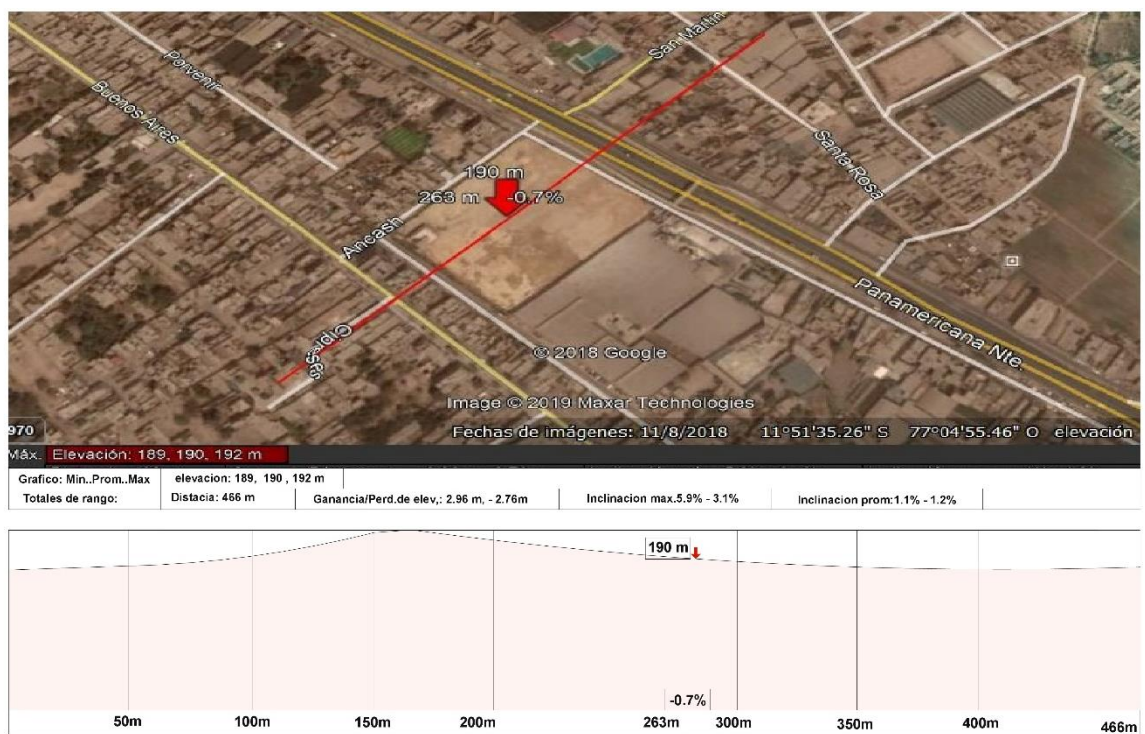 San Martín
Porvenir
Buenos Aires
190 m
Santa Rosa
263 m -0.7%
Ancash
Panamericana Nte.
© 2018 Google
Image © 2019 Maxar Technologies
970
Fechas de imágenes: 11/8/2018 11°51'35.26" S 77°04'55.46" O elevación
Máx. Elevación: 189, 190, 192 m
Grafico: Min..Prom..Max elevacion: 189, 190 , 192 m
Totales de rango: Distacia: 466 m Ganancia/Perd.de elev,: 2.96 m, - 2.76m Inclinacion max.5.9% - 3.1% Inclinacion prom:1.1% - 1.2%
190 m
-0.7%
50m 100m 150m 200m 263m 300m 350m 400m 466m